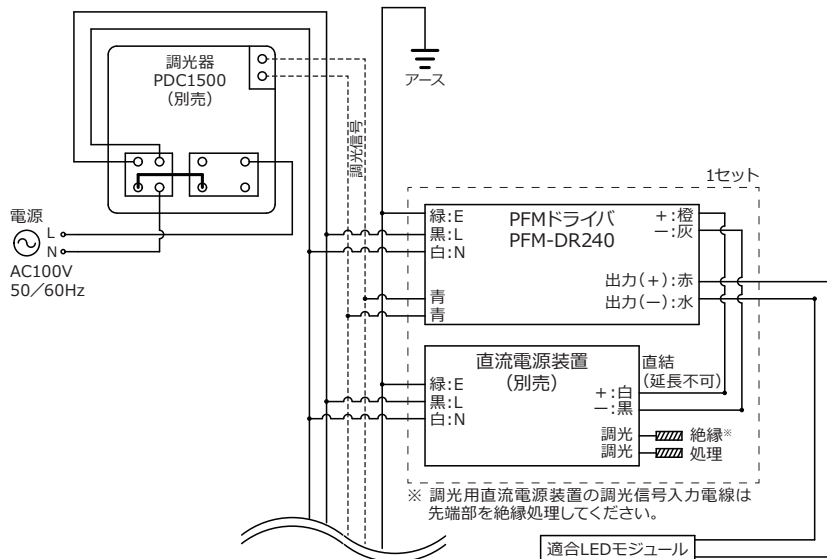 調光器
PDC1500
(別売)
アース
調光信号
1セット
電源
L
N
AC100V
50／60Hz
緑:E
黒:L
白:N
青
青
PFMドライバ
PFM-DR240
+:橙
−:灰
出力(+):赤
出力(−):水
緑:E
黒:L
白:N
直流電源装置
(別売)
+:白
−:黒
調光
調光
直結
(延長不可)
絶縁※
処理
※ 調光用直流電源装置の調光信号入力電線は
先端部を絶縁処理してください。
適合LEDモジュール